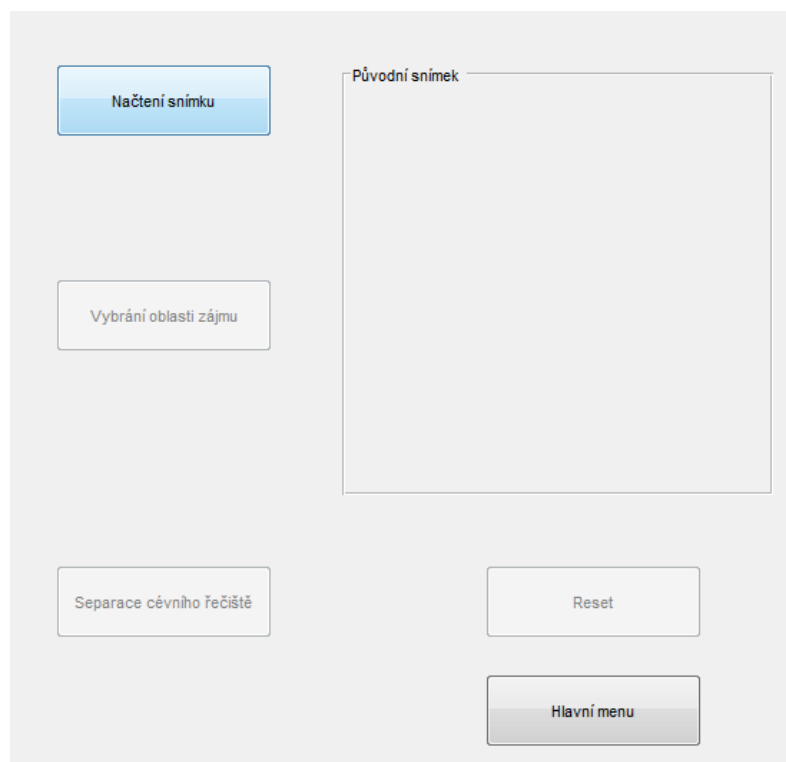 Načtení snímku
Původní snímek
Vybrání oblasti zájmu
Separace cévního řečiště
Reset
Hlavní menu